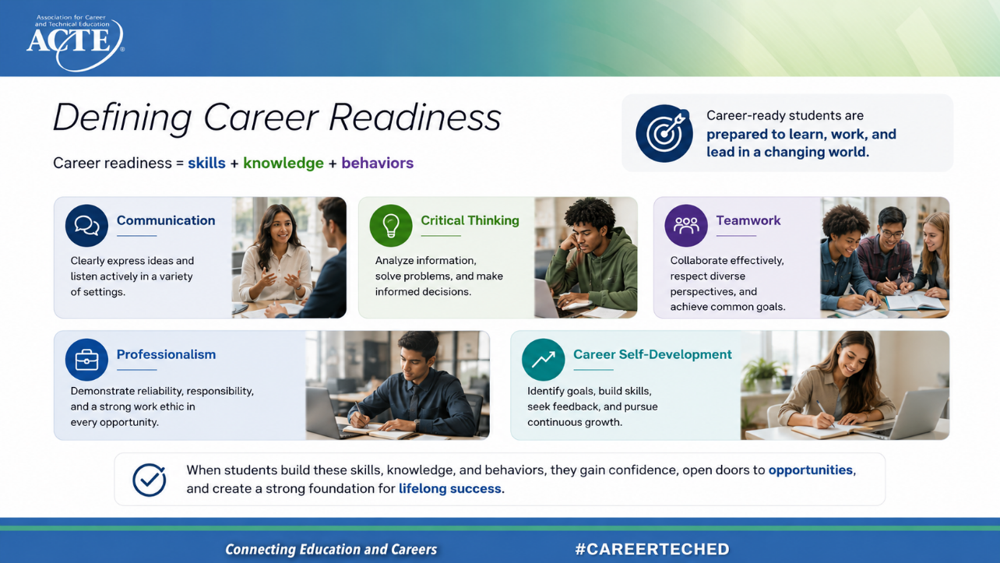 Association for Career
and Technical Education
ACTE®
Defining Career Readiness
Career readiness = skills + knowledge + behaviors
Career-ready students are
prepared to learn, work, and
lead in a changing world.
Communication
Clearly express ideas and
listen actively in a variety
of settings.
Critical Thinking
Analyze information,
solve problems, and make
informed decisions.
Teamwork
Collaborate effectively,
respect diverse
perspectives, and
achieve common goals.
Professionalism
Demonstrate reliability, responsibility,
and a strong work ethic in
every opportunity.
Career Self-Development
Identify goals, build skills,
seek feedback, and pursue
continuous growth.
When students build these skills, knowledge, and behaviors, they gain confidence, open doors to opportunities,
and create a strong foundation for lifelong success.
Connecting Education and Careers
#CAREERTECHED